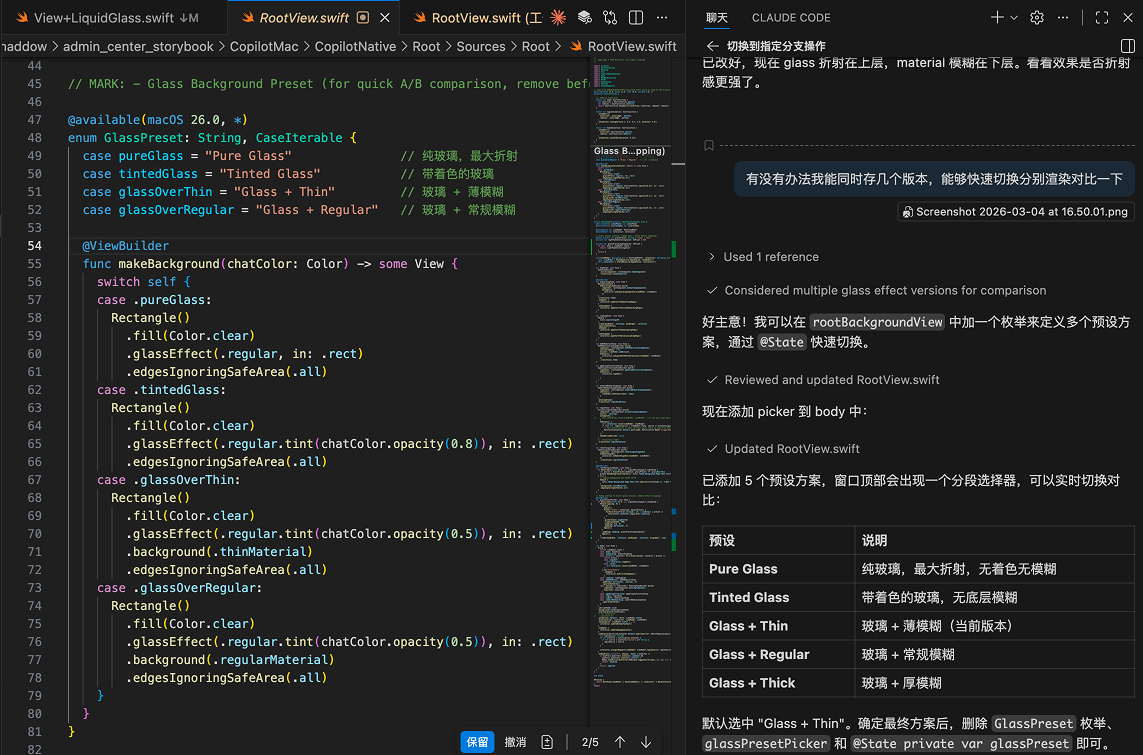 View+LiquidGlass.swift ↓M
RootView.swift
RootView.swift (工
haddow > admin_center_storybook > CopilotMac > CopilotNative > Root > Sources > Root > RootView.swift
44
45 // MARK: - Glass Background Preset (for quick A/B comparison, remove bef
46
47 @available(macOS 26.0, *)
48 enum GlassPreset: String, CaseIterable {
49 case pureGlass = "Pure Glass" // 纯玻璃，最大折射
50 case tintedGlass = "Tinted Glass" // 带着色的玻璃
51 case glassOverThin = "Glass + Thin" // 玻璃 + 薄模糊
52 case glassOverRegular = "Glass + Regular" // 玻璃 + 常规模糊
53
54 @ViewBuilder
55 func makeBackground(chatColor: Color) -> some View {
56 switch self {
57 case .pureGlass:
58 Rectangle()
59 .fill(Color.clear)
60 .glassEffect(.regular, in: .rect)
61 .edgesIgnoringSafeArea(.all)
62 case .tintedGlass:
63 Rectangle()
64 .fill(Color.clear)
65 .glassEffect(.regular.tint(chatColor.opacity(0.8)), in: .rect)
66 .edgesIgnoringSafeArea(.all)
67 case .glassOverThin:
68 Rectangle()
69 .fill(Color.clear)
70 .glassEffect(.regular.tint(chatColor.opacity(0.5)), in: .rect)
71 .background(.thinMaterial)
72 .edgesIgnoringSafeArea(.all)
73 case .glassOverRegular:
74 Rectangle()
75 .fill(Color.clear)
76 .glassEffect(.regular.tint(chatColor.opacity(0.5)), in: .rect)
77 .background(.regularMaterial)
78 .edgesIgnoringSafeArea(.all)
79 }
80 }
81 }
82
Glass B...pping)
保留 撤消 2/5
聊天 CLAUDE CODE
切换到指定分支操作
已改好，现在 glass 折射在上层，material 模糊在下层。看看效果是否折射
感更强了。
有没有办法我能同时存几个版本，能够快速切换分别渲染对比一下
Screenshot 2026-03-04 at 16.50.01.png
Used 1 reference
Considered multiple glass effect versions for comparison
好主意！我可以在 rootBackgroundView 中加一个枚举来定义多个预设方
案，通过 @State 快速切换。
Reviewed and updated RootView.swift
现在添加 picker 到 body 中：
Updated RootView.swift
已添加 5 个预设方案，窗口顶部会出现一个分段选择器，可以实时切换对
比：
预设 说明
Pure Glass 纯玻璃，最大折射，无着色无模糊
Tinted Glass 带着色的玻璃，无底层模糊
Glass + Thin 玻璃 + 薄模糊（当前版本）
Glass + Regular 玻璃 + 常规模糊
Glass + Thick 玻璃 + 厚模糊
默认选中 "Glass + Thin"。确定最终方案后，删除 GlassPreset 枚举、
glassPresetPicker 和 @State private var glassPreset 即可。